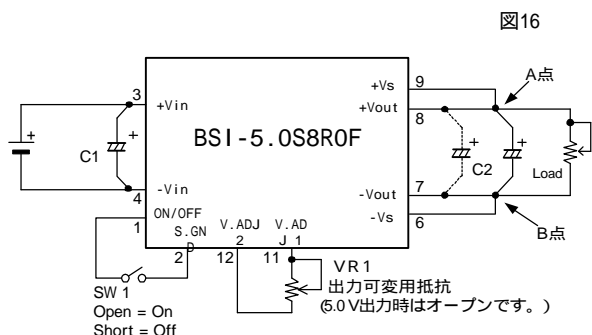 図16
9
A点
+Vs
3
+Vin
+Vout
8
+
BSI-5.0S8R0F
+
+
+
C1
C2
Load
-Vin
-Vout
7
4
ON/OFF
-Vs
6
1
S.GN
D
V.ADJ
2
V.AD
J 1
B点
2
12
11
VR1
出力可変用抵抗
(5.0V出力時はオープンです。)
SW1
Open = On
Short = Off